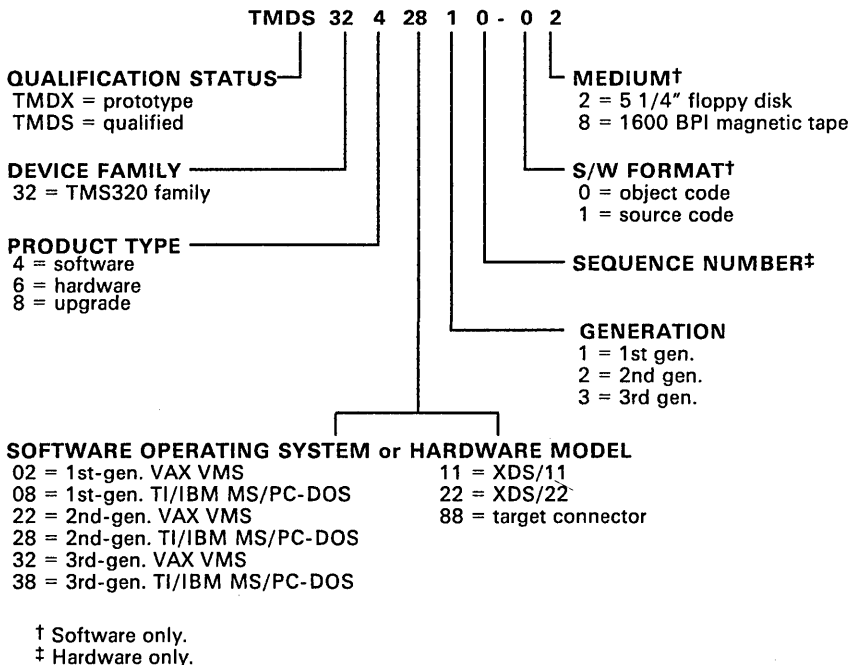 TMDS 32 4 28 1 0 - 0 2
QUALIFICATION STATUS
TMDX = prototype
TMDS = qualified
DEVICE FAMILY
32 = TMS320 family
PRODUCT TYPE
4 = software
6 = hardware
8 = upgrade
MEDIUM†
2 = 5 1/4" floppy disk
8 = 1600 BPI magnetic tape
S/W FORMAT†
0 = object code
1 = source code
SEQUENCE NUMBER‡
GENERATION
1 = 1st gen.
2 = 2nd gen.
3 = 3rd gen.
SOFTWARE OPERATING SYSTEM or HARDWARE MODEL
02 = 1st-gen. VAX VMS
08 = 1st-gen. TI/IBM MS/PC-DOS
22 = 2nd-gen. VAX VMS
28 = 2nd-gen. TI/IBM MS/PC-DOS
32 = 3rd-gen. VAX VMS
38 = 3rd-gen. TI/IBM MS/PC-DOS
11 = XDS/11
22 = XDS/22
88 = target connector
† Software only.
‡ Hardware only.